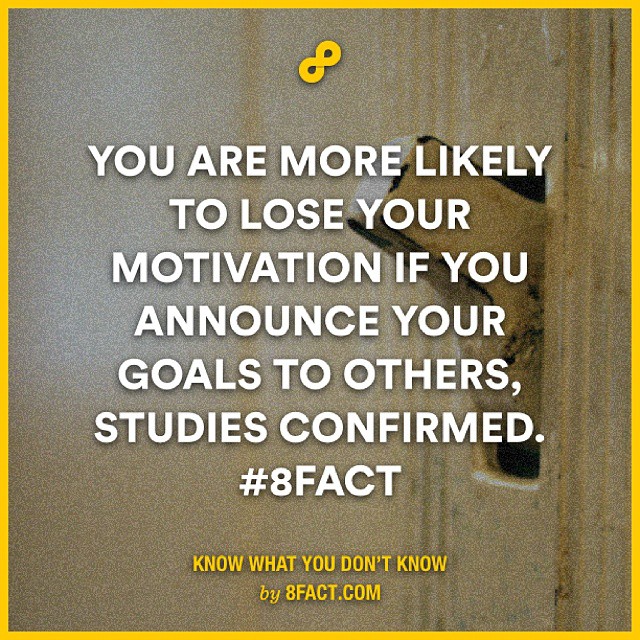 YOU ARE MORE LIKELY
TO LOSE YOUR
MOTIVATION IF YOU
ANNOUNCE YOUR
GOALS TO OTHERS,
STUDIES CONFIRMED.
#8FACT
KNOW WHAT YOU DON'T KNOW
by 8FACT.COM